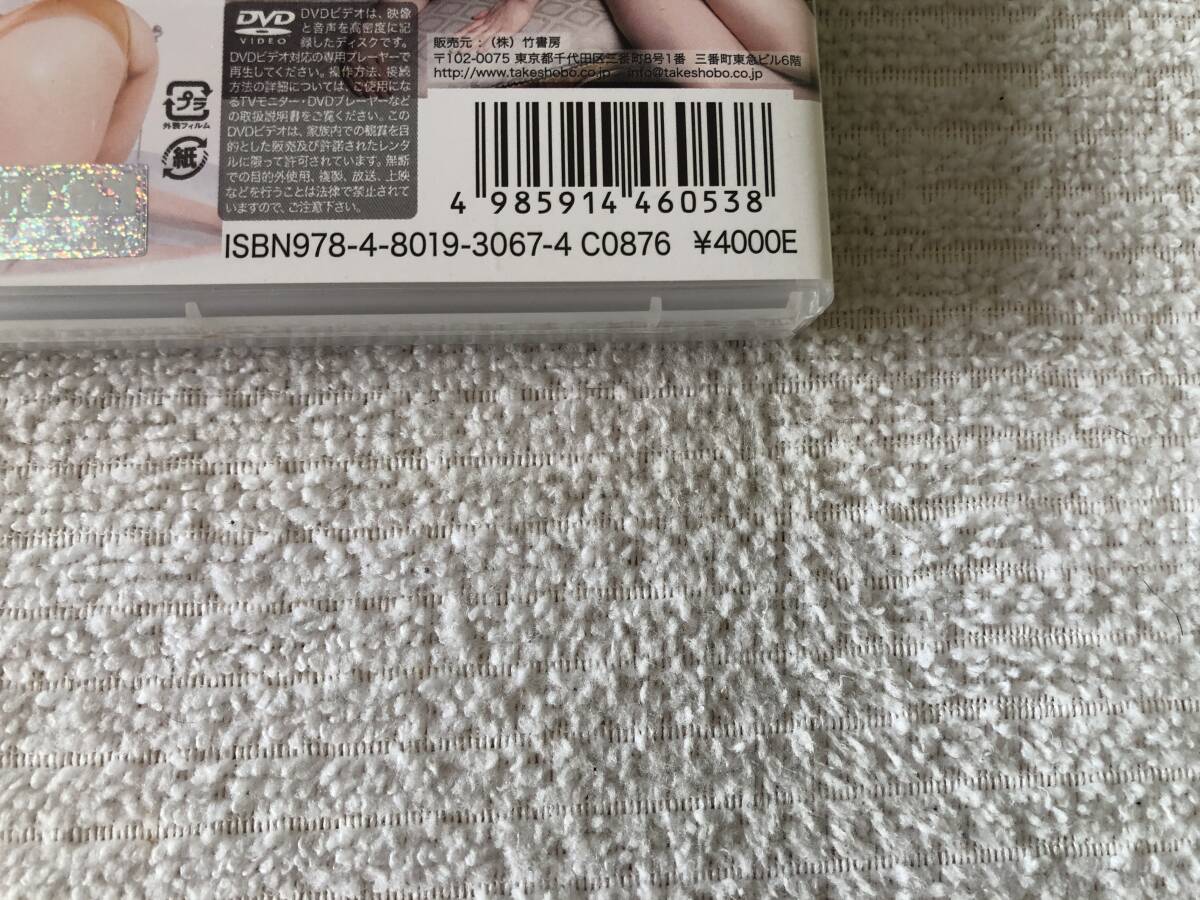 DVD
VIDEO
DVDビデオは、映像
と音声を高密度に記
録したディスクです。
DVDビデオ対応の専用プレーヤーで
再生してください。操作方法、接続
方法の詳細については、ご使用にな
るTVモニター・DVDプレーヤーなど
の取扱説明書をご覧ください。この
DVDビデオは、家族内での観賞を目
的とした販売及び許諾されたレンタ
ルに限って許可されています。無断
での目的外使用、複製、放送、上映
などを行うことは法律で禁止されて
いますので、ご注意下さい。
プラ
外装フィルム
紙
販売元：（株）竹書房
〒102-0075 東京都千代田区三番町8号1番 三番町東急ビル6階
http://www.takeshobo.co.jp info@takeshobo.co.jp
4 985914 460538
ISBN978-4-8019-3067-4 C0876 ¥4000E